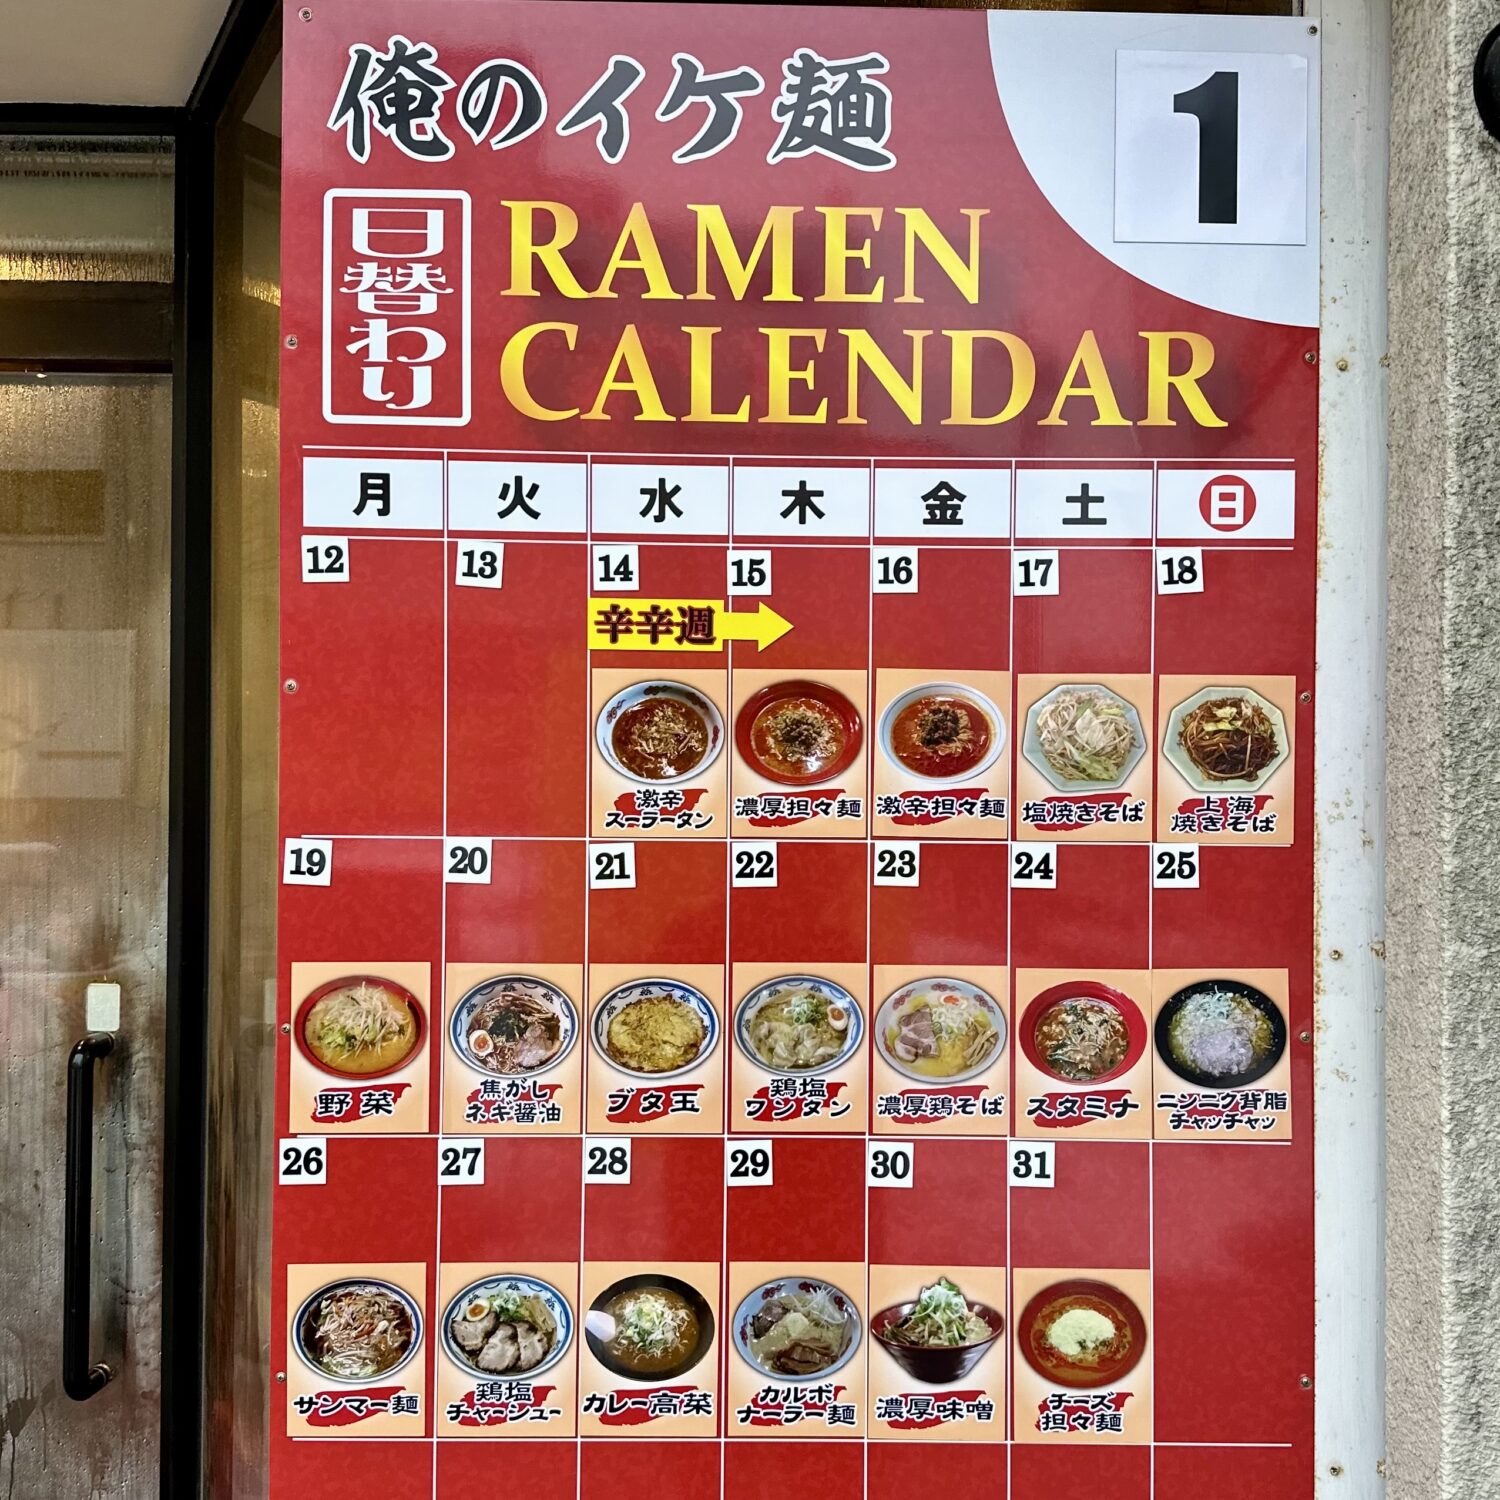 俺のイケ麺
1
日替わり
RAMEN
CALENDAR
月 火 水 木 金 土 日
12 13 14 15 16 17 18
辛辛週
激辛
スーラータン
濃厚担々麺
激辛担々麺
塩焼きそば
上海
焼きそば
19 20 21 22 23 24 25
野菜
焦がし
ネギ醤油
ブタ玉
鶏塩
ワンタン
濃厚鶏そば
スタミナ
ニンニク背脂
チャッチャッ
26 27 28 29 30 31
サンマー麺
鶏塩
チャーシュー
カレー高菜
カルボ
ナーラー麺
濃厚味噌
チーズ
担々麺